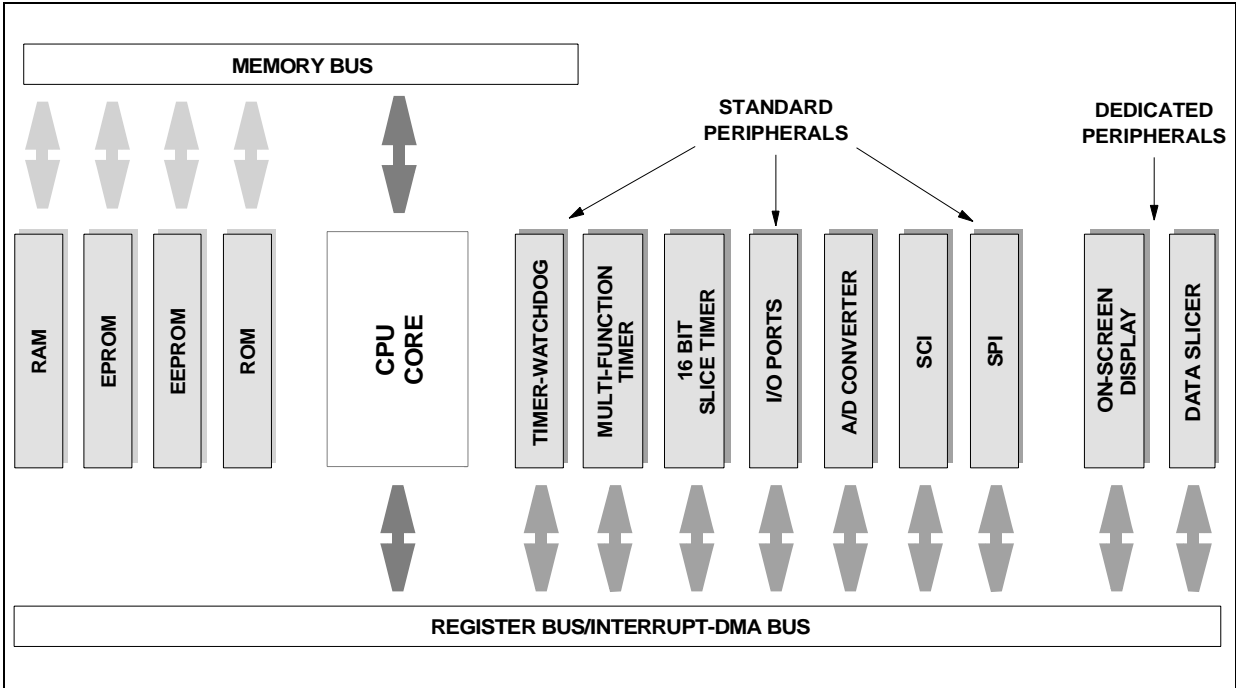 MEMORY BUS
STANDARD
PERIPHERALS
DEDICATED
PERIPHERALS
RAM
EPROM
EEPROM
ROM
CPU
CORE
TIMER-WATCHDOG
MULTI-FUNCTION
TIMER
16 BIT
SLICE TIMER
I/O PORTS
A/D CONVERTER
SCI
SPI
ON-SCREEN
DISPLAY
DATA SLICER
REGISTER BUS/INTERRUPT-DMA BUS